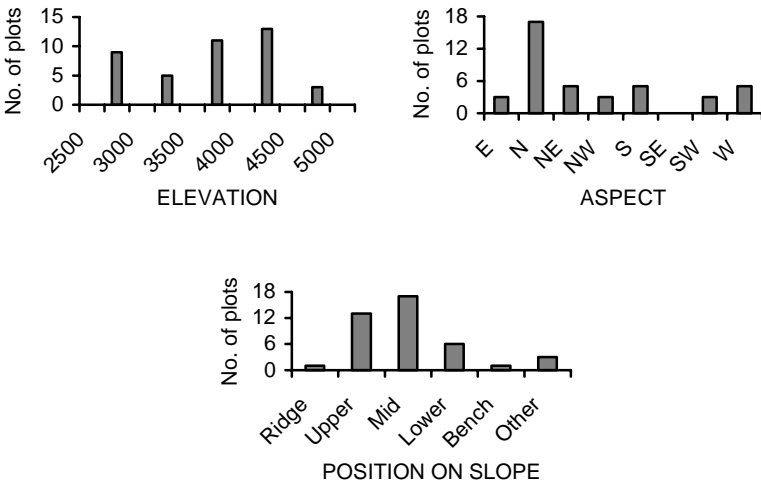 No. of plots
15
10
5
0
2500
3000
3500
4000
4500
5000
ELEVATION
No. of plots
18
12
6
0
E
N
NE
NW
S
SE
SW
W
ASPECT
No. of plots
18
12
6
0
Ridge
Upper
Mid
Lower
Bench
Other
POSITION ON SLOPE